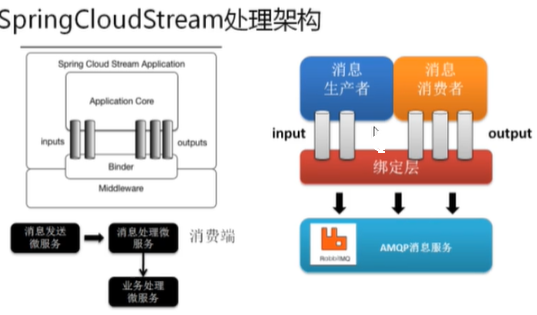 SpringCloudStream处理架构
Spring Cloud Stream Application
Application Core
inputs
outputs
Binder
Middleware
消息发送
微服务
消息处理微
服务
消费端
业务处理
微服务
消息
生产者
消息
消费者
input
output
绑定层
RabbitMQ
AMQP消息服务